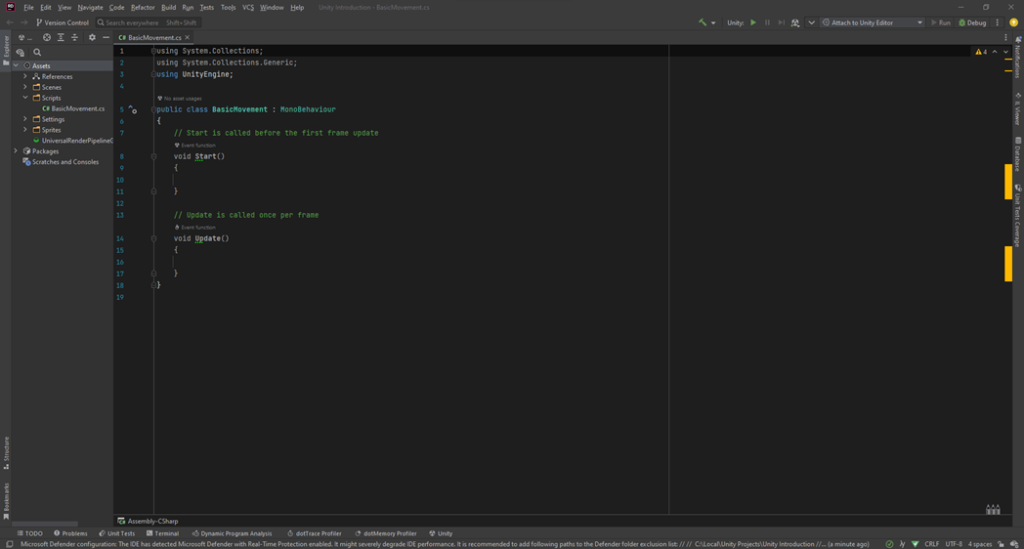 File Edit View Navigate Code Refactor Build Run Tests Tools VCS Window Help Unity Introduction - BasicMovement.cs
Version Control Search everywhere Shift+Shift Unity: Attach to Unity Editor Run Debug
BasicMovement.cs
Explorer
Assets
References
Scenes
Scripts
C# BasicMovement.cs
Settings
Sprites
UniversalRenderPipeline
Packages
Scratches and Consoles
Structure
Bookmarks
C# BasicMovement.cs
1 using System.Collections;
2 using System.Collections.Generic;
3 using UnityEngine;
4
No asset usages
5 public class BasicMovement : MonoBehaviour
6 {
7 // Start is called before the first frame update
Event function
8 void Start()
9 {
10
11 }
12
13 // Update is called once per frame
Event function
14 void Update()
15 {
16
17 }
18 }
19
4
Notifications
IL Viewer
Database
Unit Tests Coverage
Assembly-CSharp
TODO Problems Unit Tests Terminal Dynamic Program Analysis dotTrace Profiler dotMemory Profiler Unity
Microsoft Defender configuration: The IDE has detected Microsoft Defender with Real-Time Protection enabled. It might severely degrade IDE performance. It is recommended to add following paths to the Defender folder exclusion list: // // C:\Local\Unity Projects\Unity Introduction //... (a minute ago) CRLF UTF-8 4 spaces